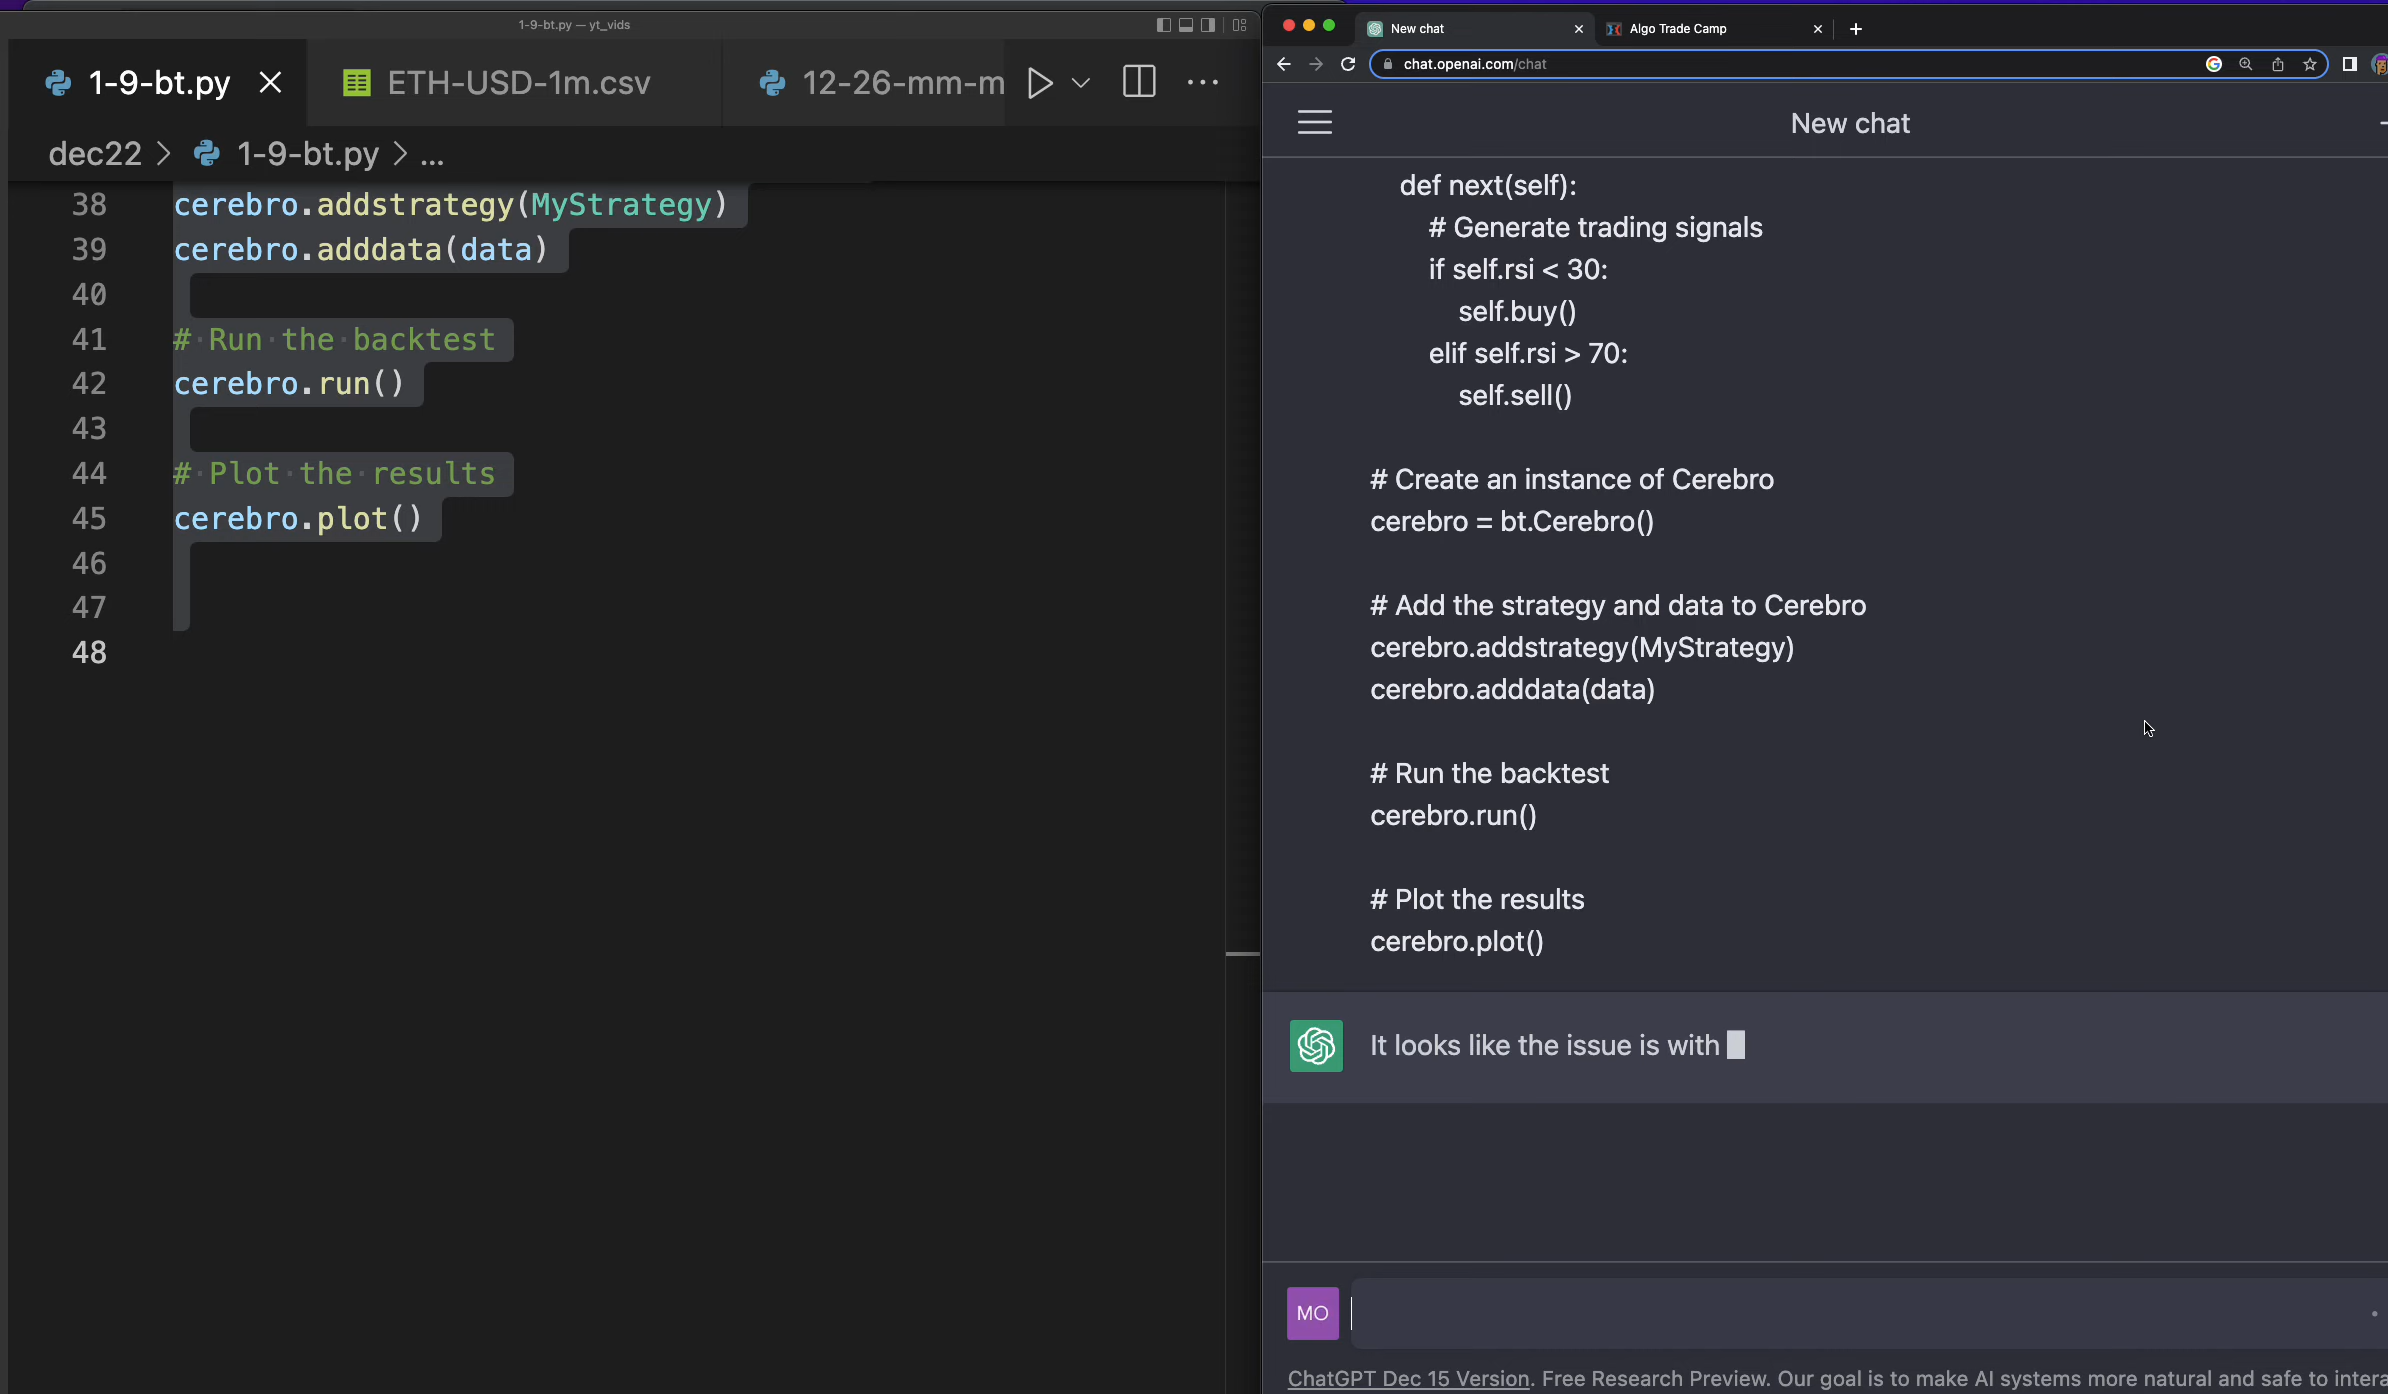 1-9-bt.py — yt_vids
1-9-bt.py
ETH-USD-1m.csv
12-26-mm-m
dec22 > 1-9-bt.py > ...
38 cerebro.addstrategy(MyStrategy)
39 cerebro.adddata(data)
40
41 # Run the backtest
42 cerebro.run()
43
44 # Plot the results
45 cerebro.plot()
46
47
48
New chat
Algo Trade Camp
chat.openai.com/chat
New chat
def next(self):
# Generate trading signals
if self.rsi < 30:
self.buy()
elif self.rsi > 70:
self.sell()
# Create an instance of Cerebro
cerebro = bt.Cerebro()
# Add the strategy and data to Cerebro
cerebro.addstrategy(MyStrategy)
cerebro.adddata(data)
# Run the backtest
cerebro.run()
# Plot the results
cerebro.plot()
It looks like the issue is with
MO
ChatGPT Dec 15 Version. Free Research Preview. Our goal is to make AI systems more natural and safe to intera